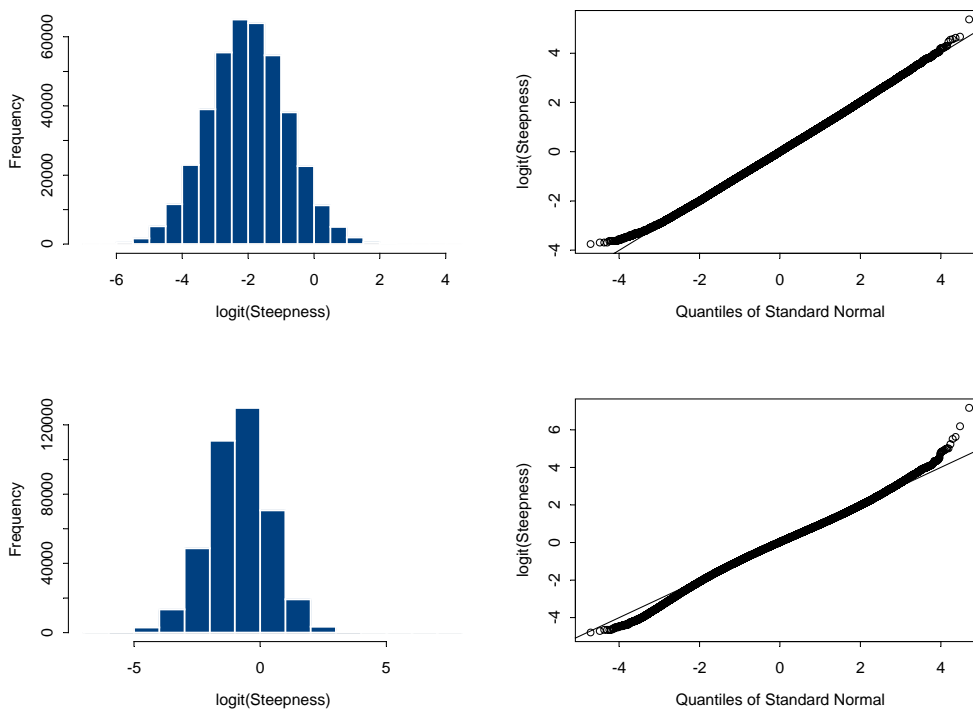 Frequency
0 20000 40000 60000
-6 -4 -2 0 2 4
logit(Steepness)
logit(Steepness)
-4 -2 0 2 4
-4 -2 0 2 4
Quantiles of Standard Normal
Frequency
0 40000 80000 120000
-5 0 5
logit(Steepness)
logit(Steepness)
-4 -2 0 2 4 6
-4 -2 0 2 4
Quantiles of Standard Normal